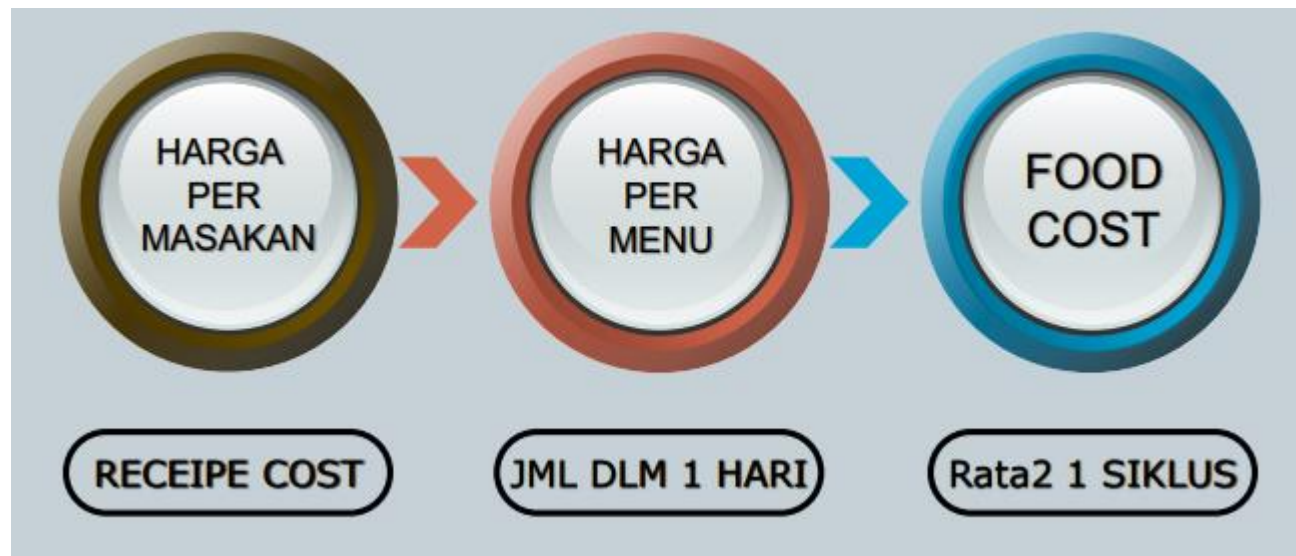 HARGA
PER
MASAKAN
HARGA
PER
MENU
FOOD
COST
RECEIPE COST
JML DLM 1 HARI
Rata2 1 SIKLUS